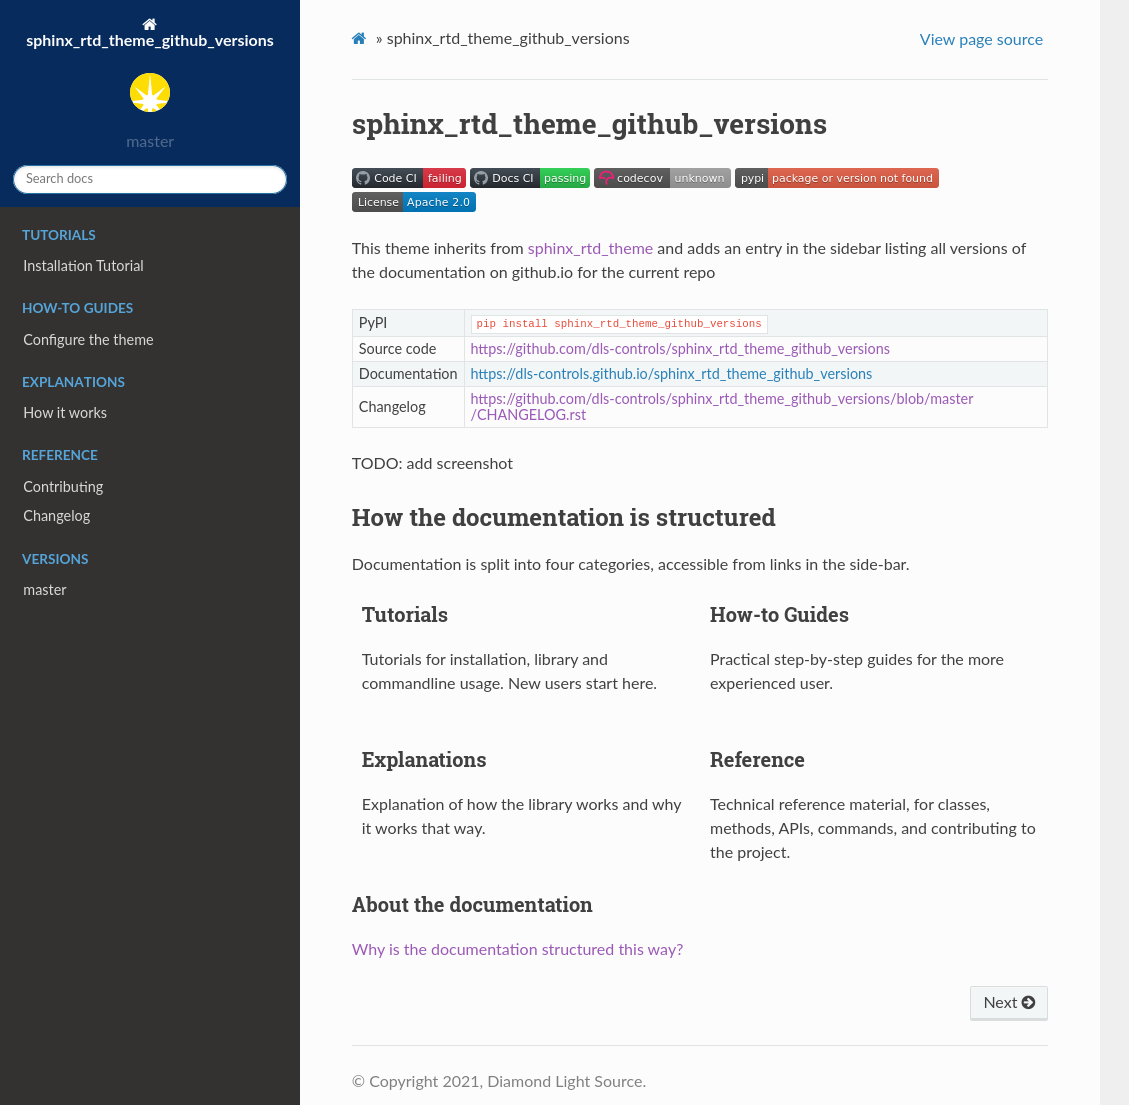 sphinx_rtd_theme_github_versions
master
Search docs
TUTORIALS
Installation Tutorial
HOW-TO GUIDES
Configure the theme
EXPLANATIONS
How it works
REFERENCE
Contributing
Changelog
VERSIONS
master
» sphinx_rtd_theme_github_versions
View page source
sphinx_rtd_theme_github_versions
Code CI failing Docs CI passing codecov unknown pypi package or version not found
License Apache 2.0
This theme inherits from sphinx_rtd_theme and adds an entry in the sidebar listing all versions of
the documentation on github.io for the current repo
PyPI pip install sphinx_rtd_theme_github_versions
Source code https://github.com/dls-controls/sphinx_rtd_theme_github_versions
Documentation https://dls-controls.github.io/sphinx_rtd_theme_github_versions
Changelog https://github.com/dls-controls/sphinx_rtd_theme_github_versions/blob/master
/CHANGELOG.rst
TODO: add screenshot
How the documentation is structured
Documentation is split into four categories, accessible from links in the side-bar.
Tutorials
Tutorials for installation, library and
commandline usage. New users start here.
How-to Guides
Practical step-by-step guides for the more
experienced user.
Explanations
Explanation of how the library works and why
it works that way.
Reference
Technical reference material, for classes,
methods, APIs, commands, and contributing to
the project.
About the documentation
Why is the documentation structured this way?
Next
© Copyright 2021, Diamond Light Source.